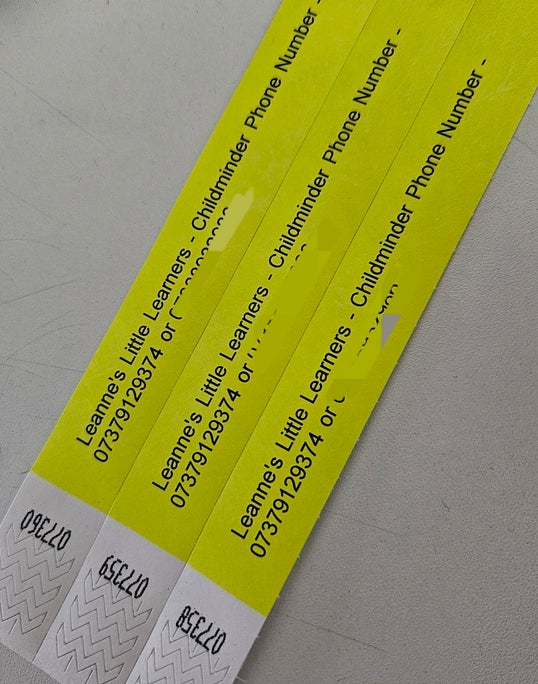 Leanne's Little Learners - Childminder Phone Number -
07379129374 or
077360
Leanne's Little Learners - Childminder Phone Number -
07379129374 or
077359
Leanne's Little Learners - Childminder Phone Number -
07379129374 or
077358